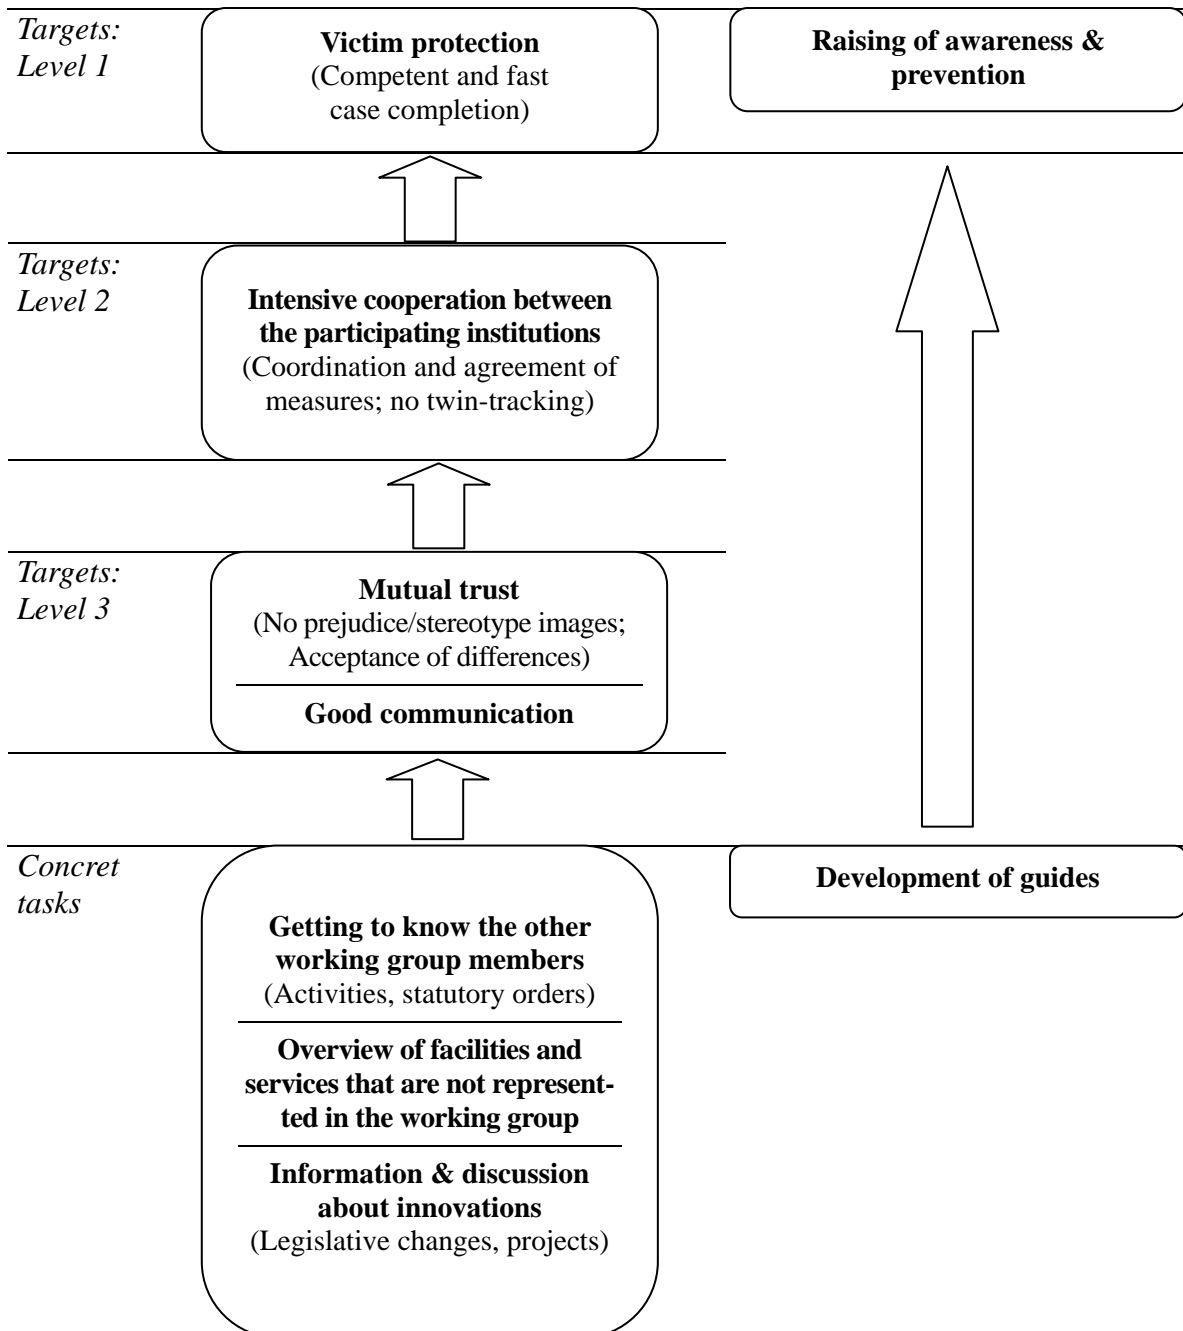 Targets:
Level 1
Victim protection
(Competent and fast
case completion)
Raising of awareness &
prevention
Targets:
Level 2
Intensive cooperation between
the participating institutions
(Coordination and agreement of
measures; no twin-tracking)
Targets:
Level 3
Mutual trust
(No prejudice/stereotype images;
Acceptance of differences)
Good communication
Concret
tasks
Getting to know the other
working group members
(Activities, statutory orders)
Overview of facilities and
services that are not represent-
ted in the working group
Information & discussion
about innovations
(Legislative changes, projects)
Development of guides